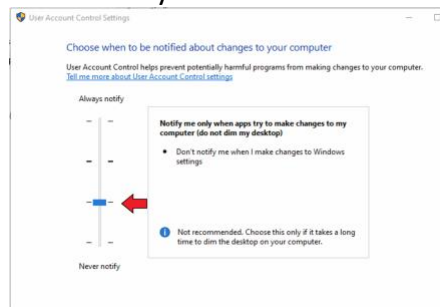 User Account Control Settings
Choose when to be notified about changes to your computer
User Account Control helps prevent potentially harmful programs from making changes to your computer.
Tell me more about User Account Control settings
Always notify
Notify me only when apps try to make changes to my
computer (do not dim my desktop)
Don't notify me when I make changes to Windows
settings
Not recommended. Choose this only if it takes a long
time to dim the desktop on your computer.
Never notify